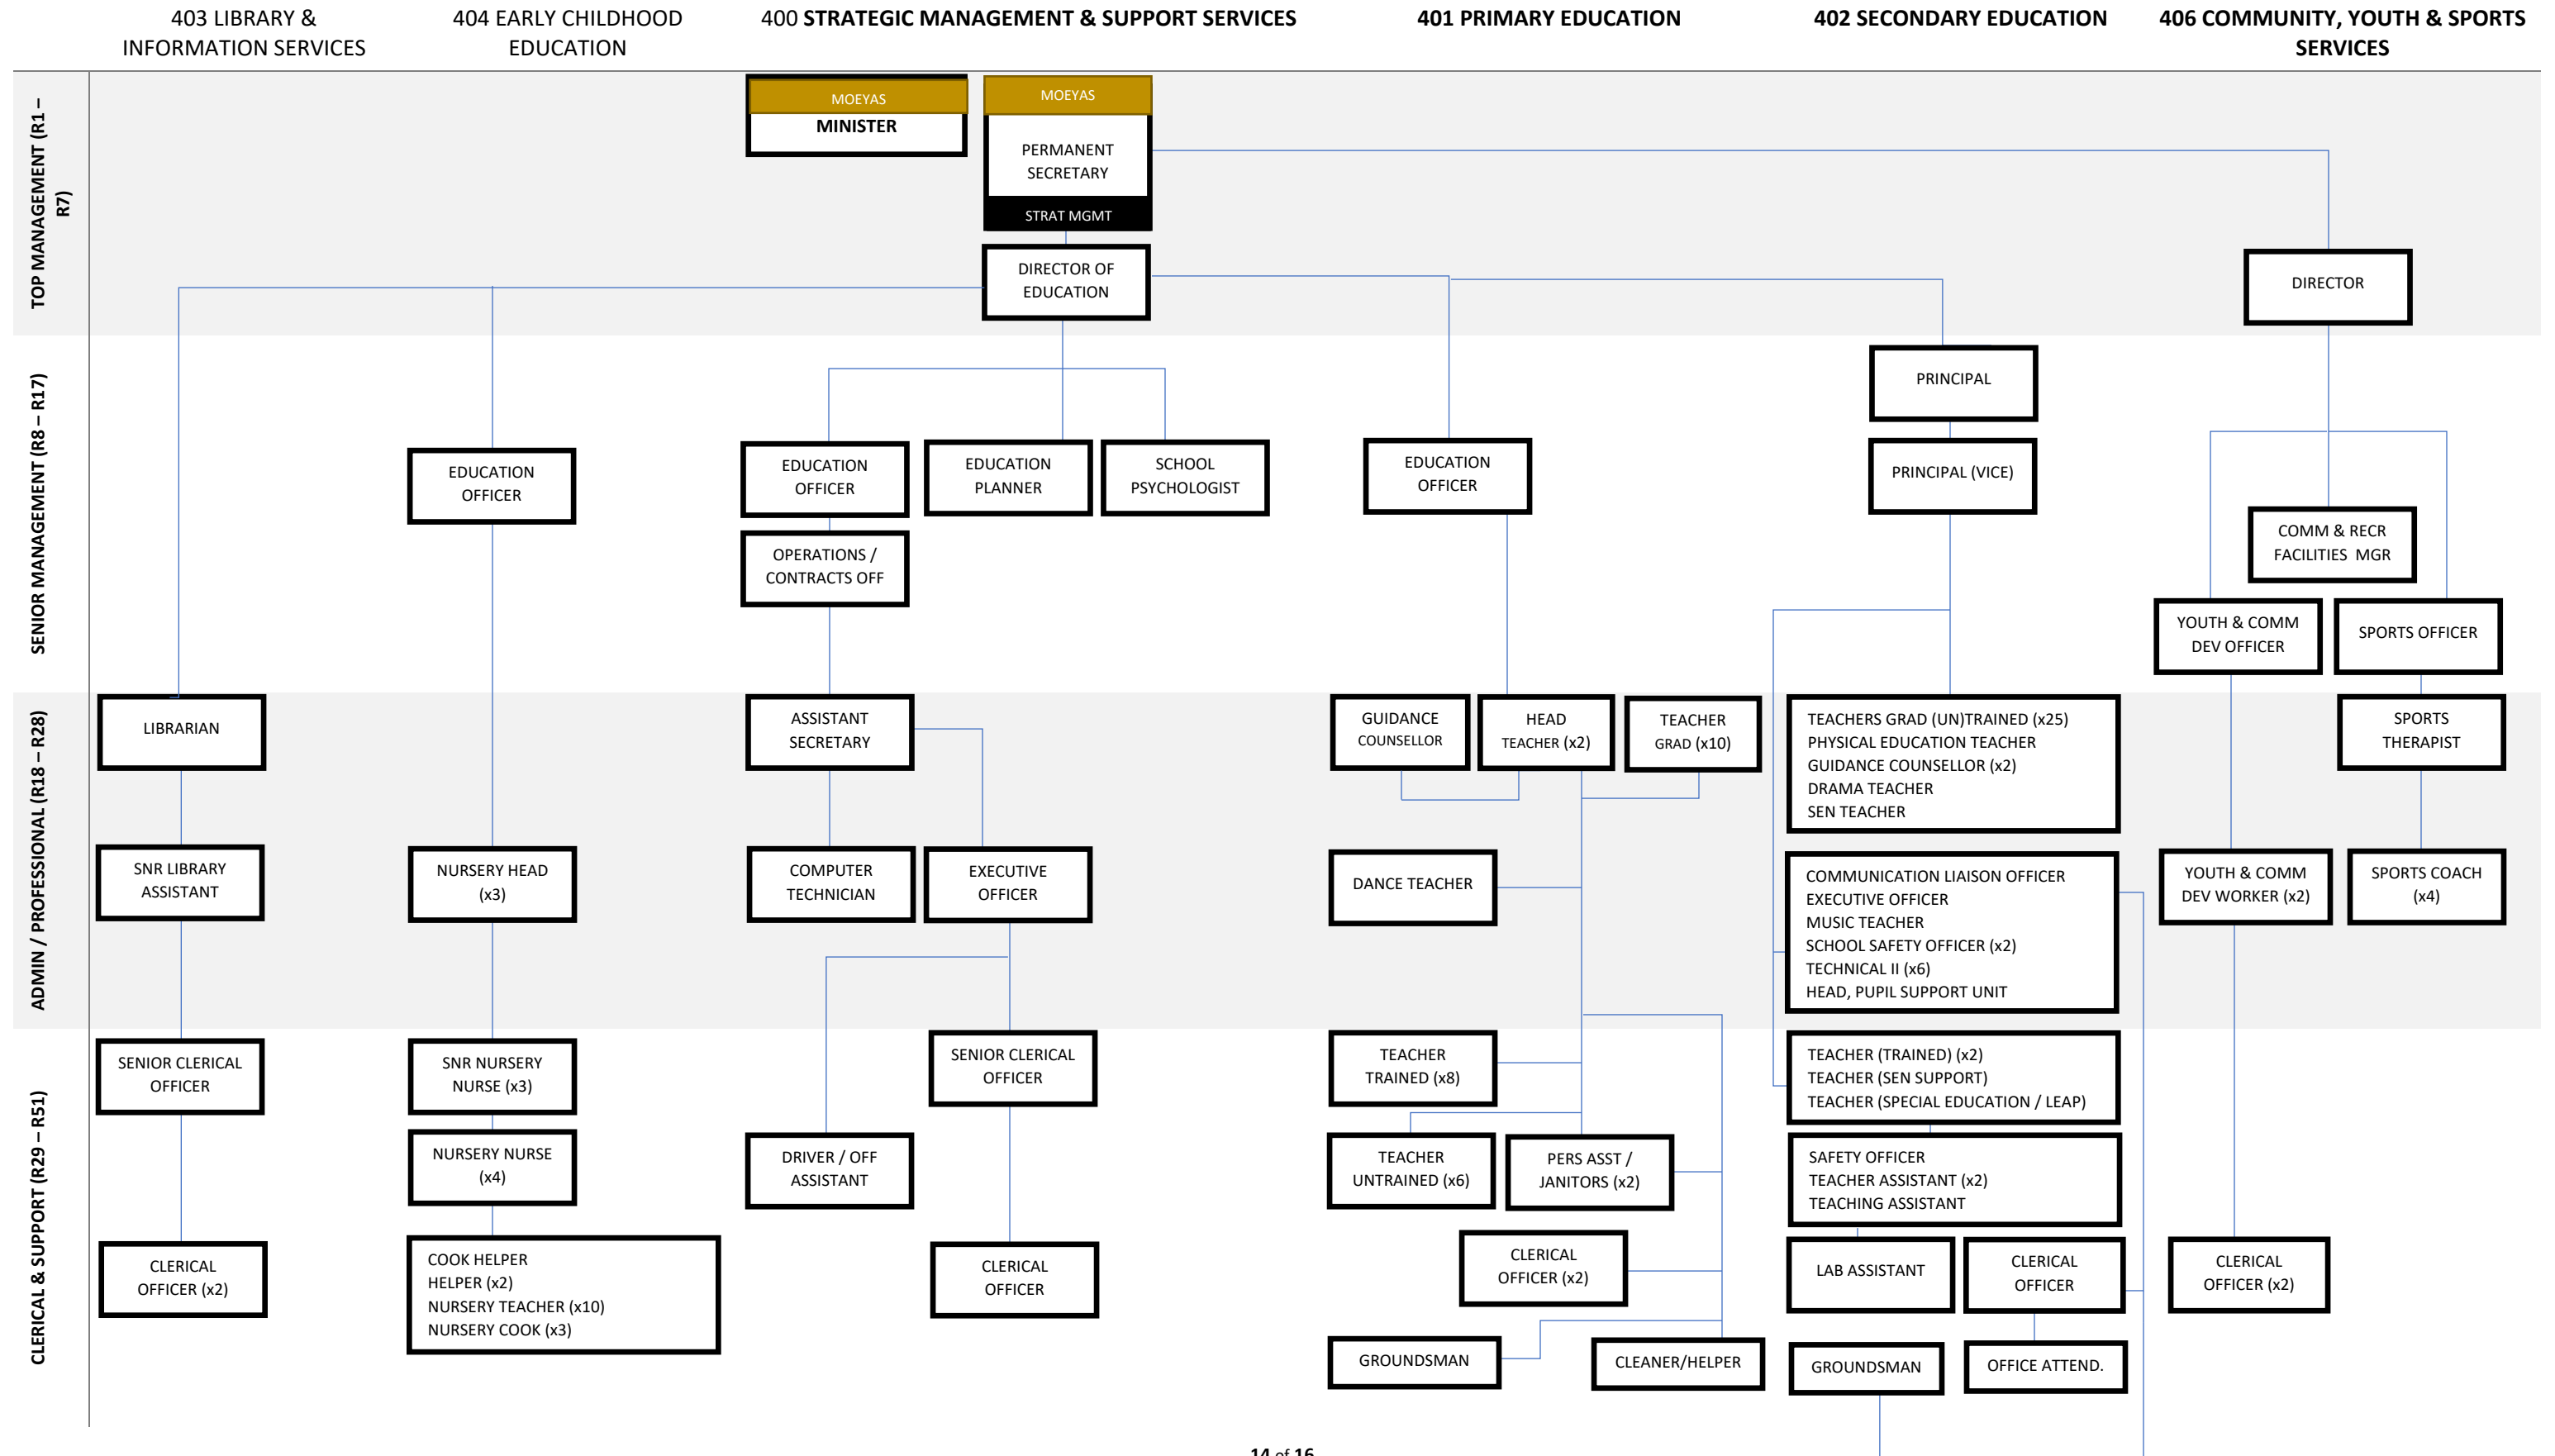 403 LIBRARY &
INFORMATION SERVICES
404 EARLY CHILDHOOD
EDUCATION
400 STRATEGIC MANAGEMENT & SUPPORT SERVICES
401 PRIMARY EDUCATION
402 SECONDARY EDUCATION
406 COMMUNITY, YOUTH & SPORTS
SERVICES
TOP MANAGEMENT (R1 –
R7)
MOEYAS
MINISTER
MOEYAS
PERMANENT
SECRETARY
STRAT MGMT
DIRECTOR OF
EDUCATION
DIRECTOR
SENIOR MANAGEMENT (R8 – R17)
EDUCATION
OFFICER
EDUCATION
OFFICER
EDUCATION
PLANNER
SCHOOL
PSYCHOLOGIST
OPERATIONS /
CONTRACTS OFF
EDUCATION
OFFICER
PRINCIPAL
PRINCIPAL (VICE)
COMM & RECR
FACILITIES MGR
YOUTH & COMM
DEV OFFICER
SPORTS OFFICER
ADMIN / PROFESSIONAL (R18 – R28)
LIBRARIAN
SNR LIBRARY
ASSISTANT
NURSERY HEAD
(x3)
ASSISTANT
SECRETARY
COMPUTER
TECHNICIAN
EXECUTIVE
OFFICER
GUIDANCE
COUNSELLOR
HEAD
TEACHER (x2)
TEACHER
GRAD (x10)
DANCE TEACHER
TEACHERS GRAD (UN)TRAINED (x25)
PHYSICAL EDUCATION TEACHER
GUIDANCE COUNSELLOR (x2)
DRAMA TEACHER
SEN TEACHER
COMMUNICATION LIAISON OFFICER
EXECUTIVE OFFICER
MUSIC TEACHER
SCHOOL SAFETY OFFICER (x2)
TECHNICAL II (x6)
HEAD, PUPIL SUPPORT UNIT
SPORTS
THERAPIST
YOUTH & COMM
DEV WORKER (x2)
SPORTS COACH
(x4)
CLERICAL & SUPPORT (R29 – R51)
SENIOR CLERICAL
OFFICER
CLERICAL
OFFICER (x2)
SNR NURSERY
NURSE (x3)
NURSERY NURSE
(x4)
COOK HELPER
HELPER (x2)
NURSERY TEACHER (x10)
NURSERY COOK (x3)
SENIOR CLERICAL
OFFICER
DRIVER / OFF
ASSISTANT
CLERICAL
OFFICER
TEACHER
TRAINED (x8)
TEACHER
UNTRAINED (x6)
PERS ASST /
JANITORS (x2)
CLERICAL
OFFICER (x2)
GROUNDSMAN
CLEANER/HELPER
TEACHER (TRAINED) (x2)
TEACHER (SEN SUPPORT)
TEACHER (SPECIAL EDUCATION / LEAP)
SAFETY OFFICER
TEACHER ASSISTANT (x2)
TEACHING ASSISTANT
LAB ASSISTANT
CLERICAL
OFFICER
GROUNDSMAN
OFFICE ATTEND.
CLERICAL
OFFICER (x2)
14 of 16